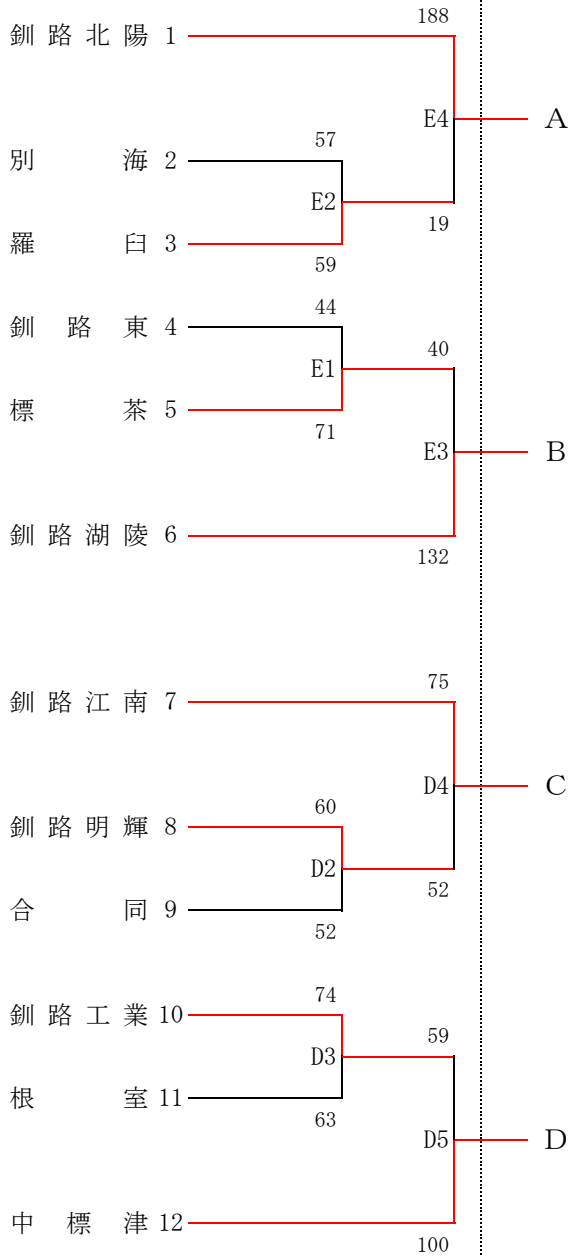 188
釧路北陽 1
E4 A
57
別海 2
E2
19
羅臼 3
59
44
釧路東 4
40
E1
標茶 5
71
E3 B
釧路湖陵 6
132
75
釧路江南 7
D4 C
60
釧路明輝 8
D2
52
合同 9
52
74
釧路工業 10
59
D3
根室 11
63
D5 D
中標津 12
100